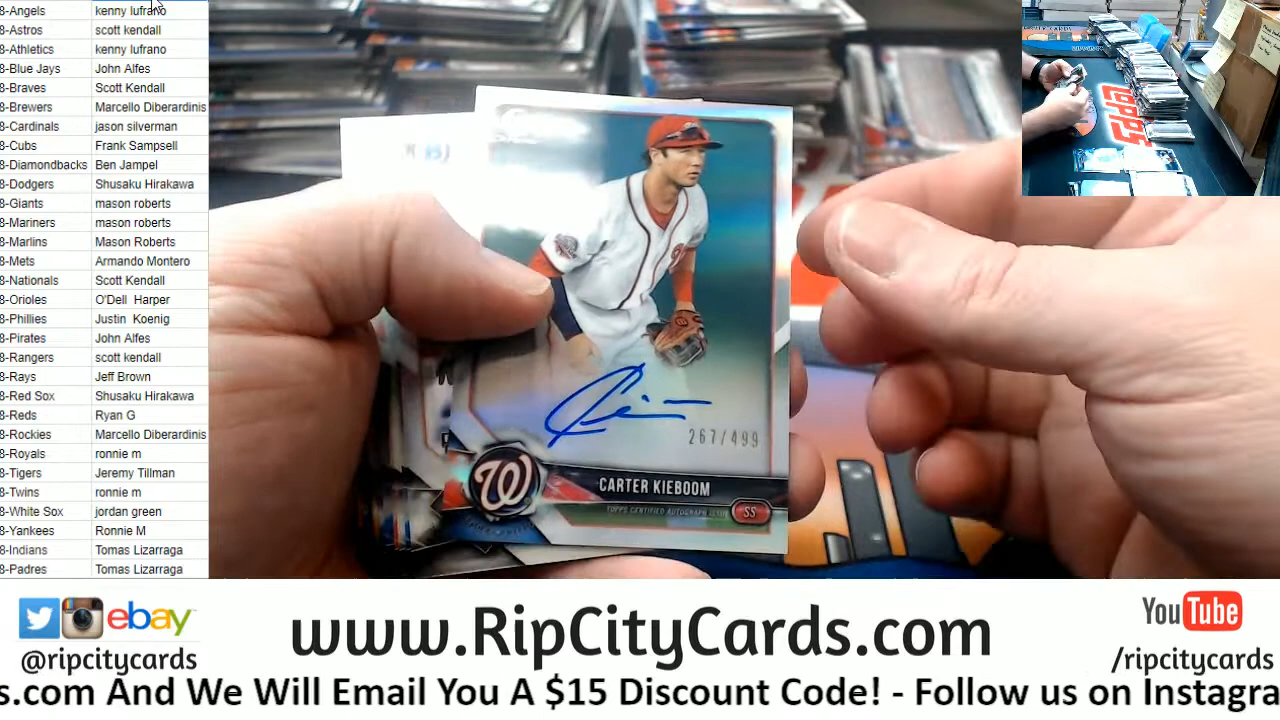 8-Angels kenny lufrano
8-Astros scott kendall
8-Athletics kenny lufrano
8-Blue Jays John Alfes
8-Braves Scott Kendall
8-Brewers Marcello Diberardinis
8-Cardinals jason silverman
8-Cubs Frank Sampsell
8-Diamondbacks Ben Jampel
8-Dodgers Shusaku Hirakawa
8-Giants mason roberts
8-Mariners mason roberts
8-Marlins Mason Roberts
8-Mets Armando Montero
8-Nationals Scott Kendall
8-Orioles O'Dell Harper
8-Phillies Justin Koenig
8-Pirates John Alfes
8-Rangers scott kendall
8-Rays Jeff Brown
8-Red Sox Shusaku Hirakawa
8-Reds Ryan G
8-Rockies Marcello Diberardinis
8-Royals ronnie m
8-Tigers Jeremy Tillman
8-Twins ronnie m
8-White Sox jordan green
8-Yankees Ronnie M
8-Indians Tomas Lizarraga
8-Padres Tomas Lizarraga
TOPPS
267/499
W
CARTER KIEBOOM
TOPPS CERTIFIED AUTOGRAPH ISSUE
SS
ebay
@ripcitycards
www.RipCityCards.com
YouTube
/ripcitycards
s.com And We Will Email You A $15 Discount Code! - Follow us on Instagra